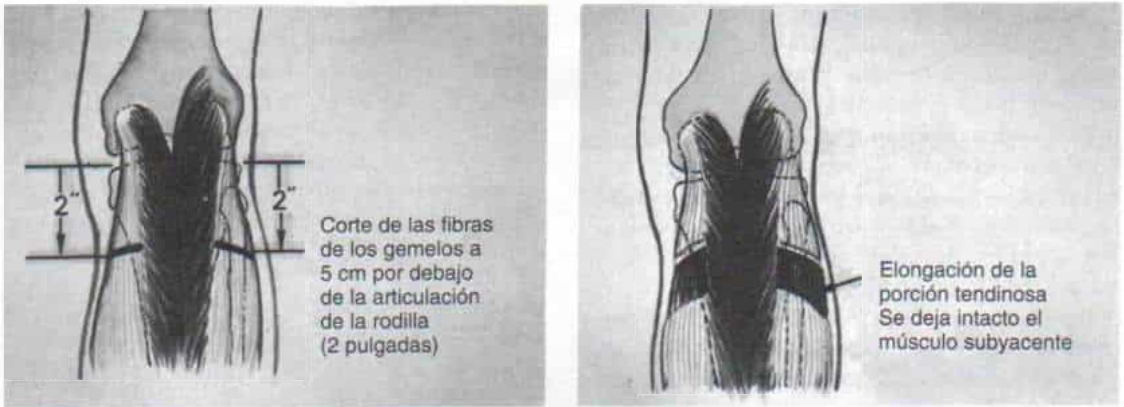 2"
2"
Corte de las fibras
de los gemelos a
5 cm por debajo
de la articulación
de la rodilla
(2 pulgadas)
Elongación de la
porción tendinosa
Se deja intacto el
músculo subyacente